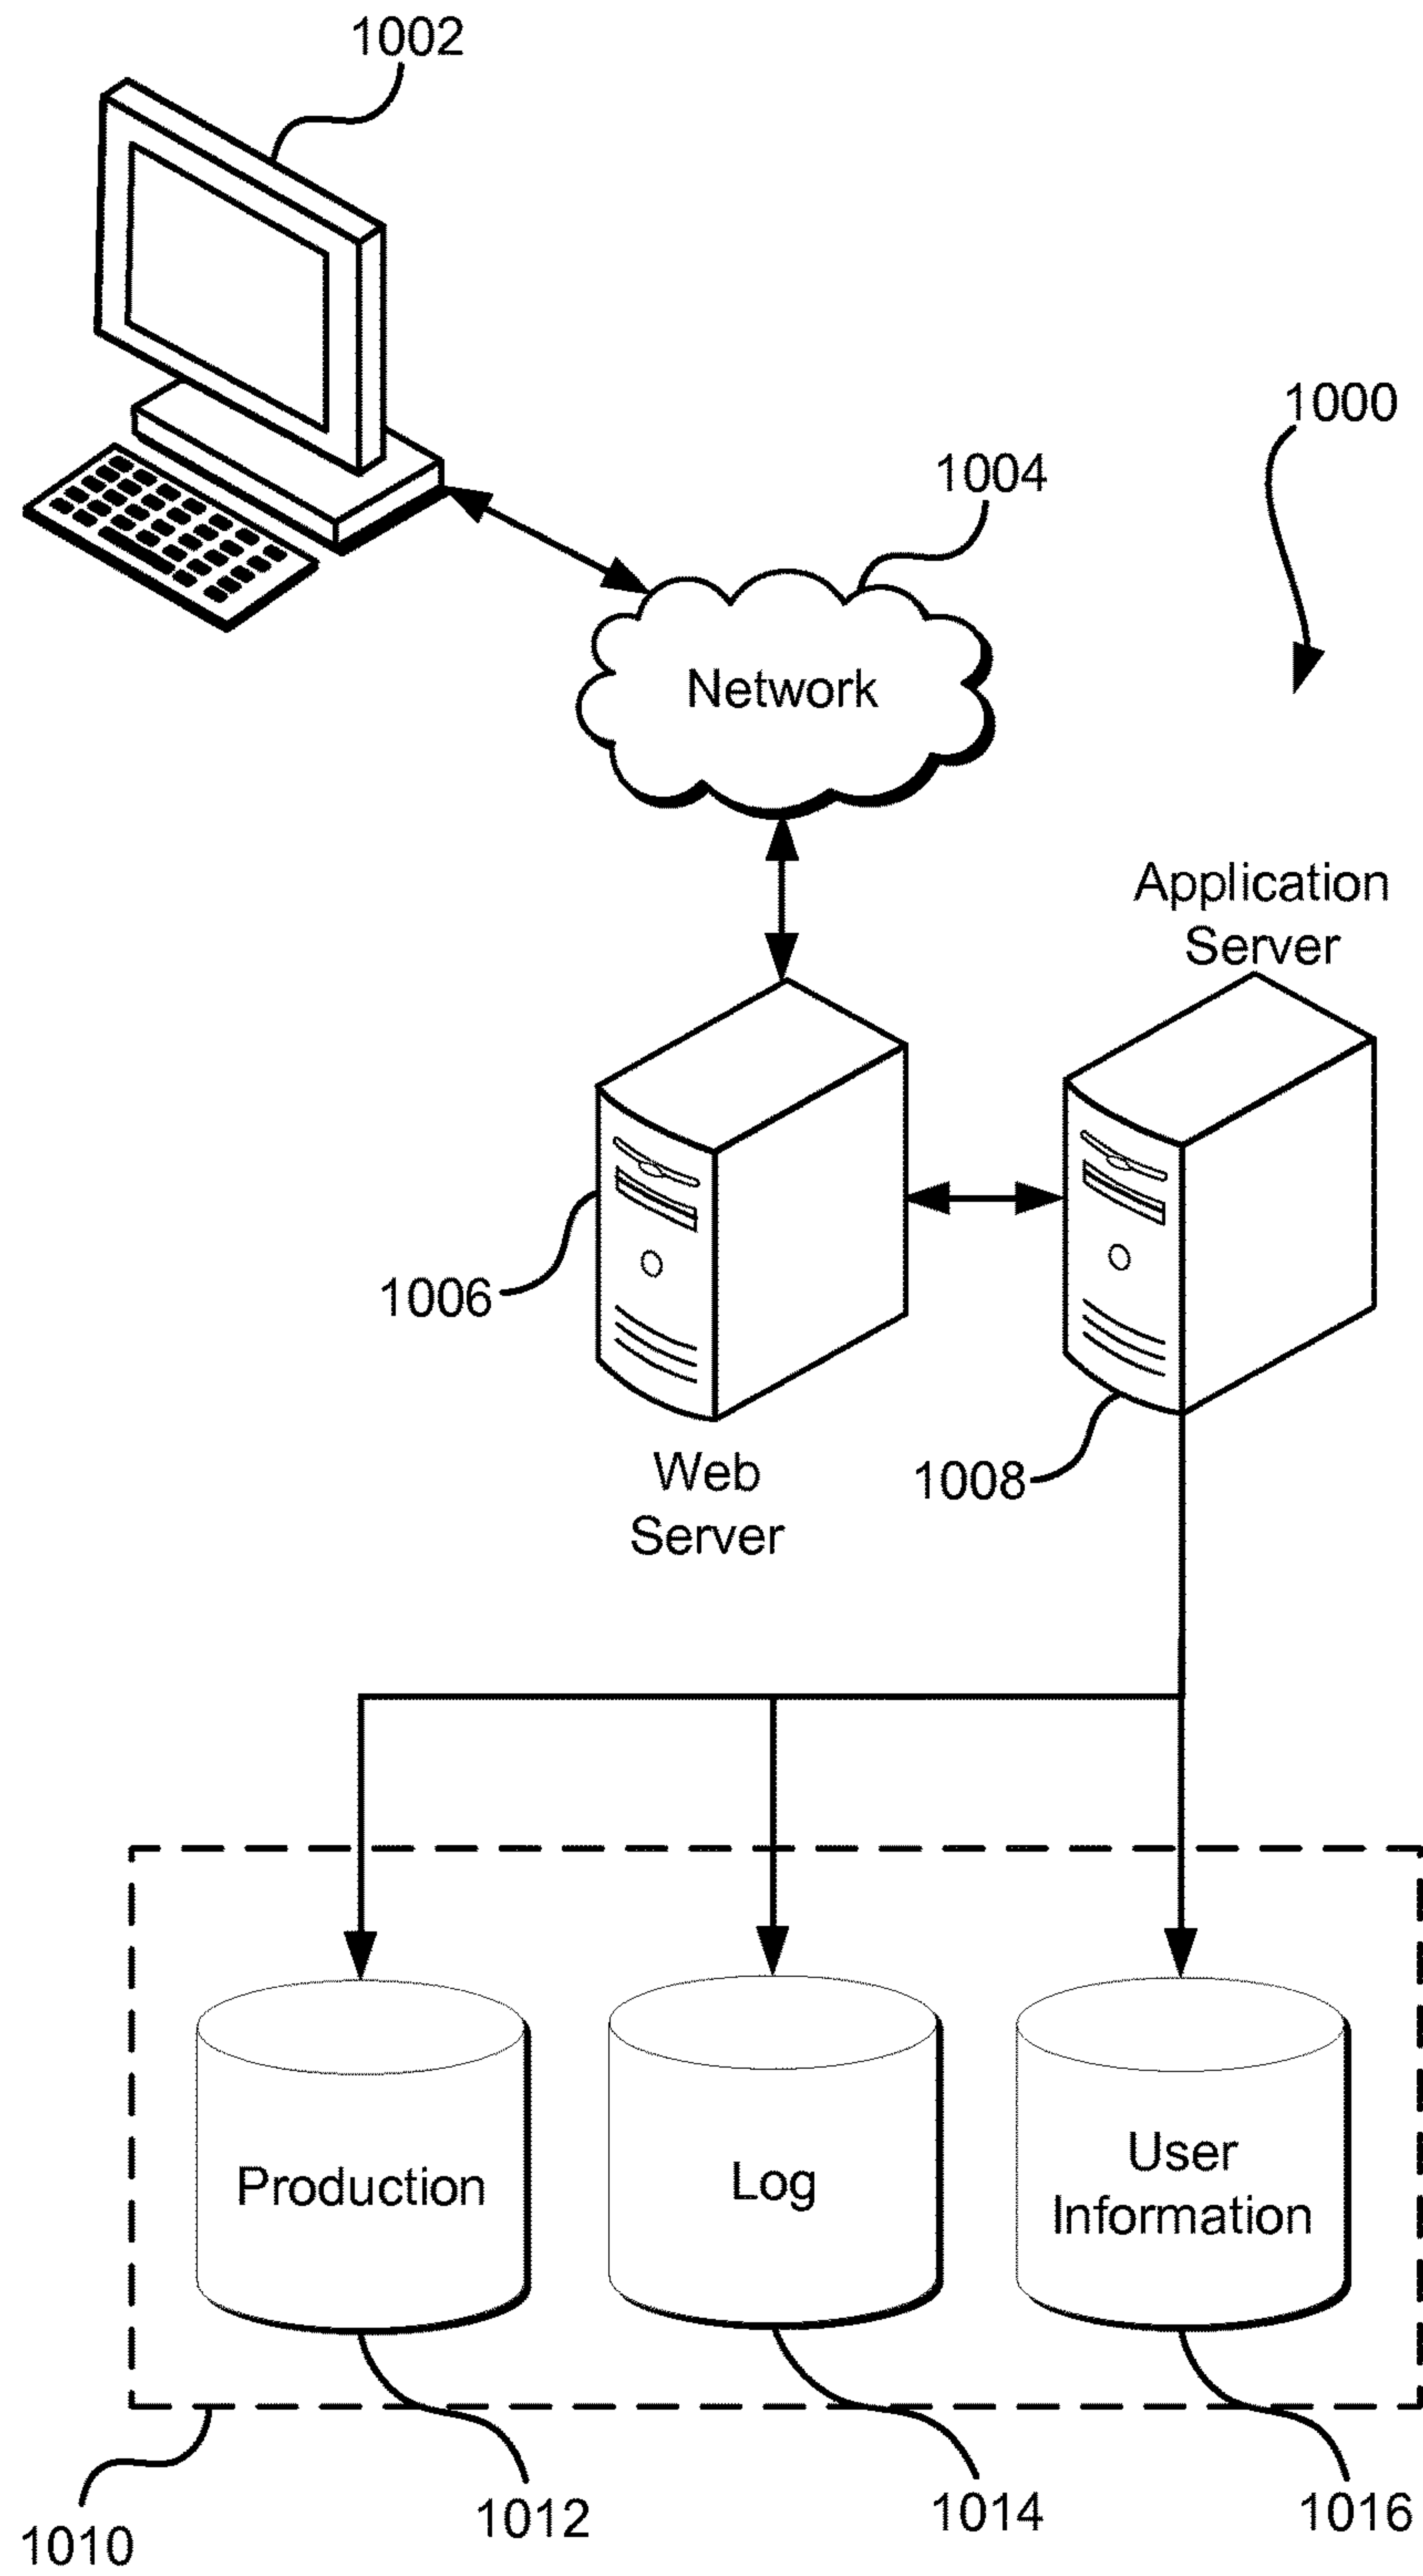 1002
1000
1004
Network
Application
Server
1006
Web
Server
1008
Production
Log
User
Information
1010
1012
1014
1016